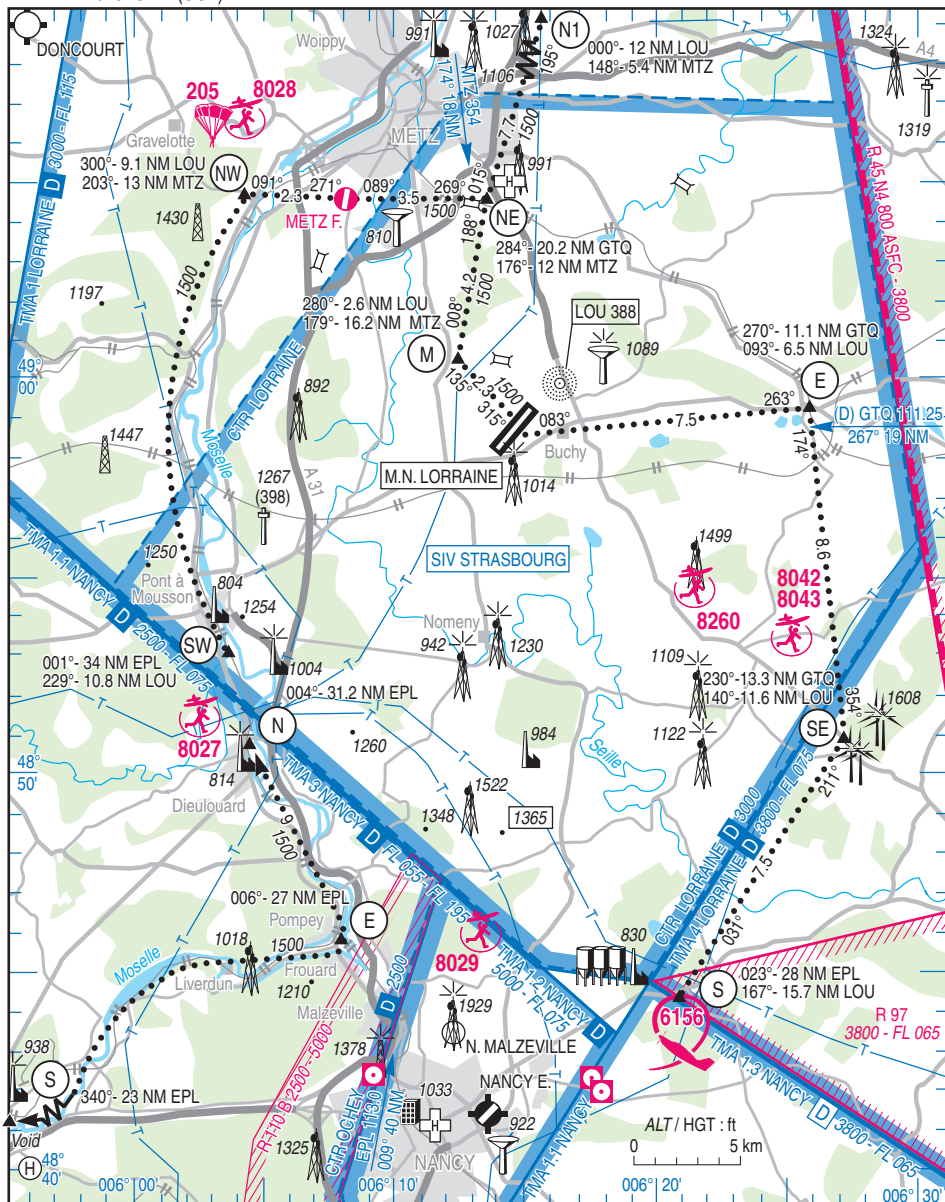 DONCOURT
Woippy
991
1027
N1
1324
A4
1106
195°
000°- 12 NM LOU
148°- 5.4 NM MTZ
MTZ 354
174° 18 NM
1319
TMA 1 LORRAINE D 3000 - FL 115
205
8028
Gravelotte
METZ
7.7
1500
991
R 45 N4 800 ASFC - 3800
300°- 9.1 NM LOU
203°- 13 NM MTZ
NW
091°
2.3
271°
089°
3.5
269°
1500
015°
188°
1430
METZ F.
810
NE
284°- 20.2 NM GTQ
176°- 12 NM MTZ
1500
1197
008°
4.2
1500
280°- 2.6 NM LOU
179°- 16.2 NM MTZ
LOU 388
270°- 11.1 NM GTQ
093°- 6.5 NM LOU
M
1089
49°
00'
CTR LORRAINE
892
135°
2.3
315°
1500
E
263°
7.5
083°
(D) GTQ 111.25
267° 19 NM
174°
Moselle
1447
Buchy
A 31
M.N. LORRAINE
1014
1267
(398)
1250
SIV STRASBOURG
1499
8.6
TMA 1.1 NANCY D 2500 - FL 075
Pont à
Mousson
804
1254
8260
8042
8043
SW
Nomeny
942
1230
001°- 34 NM EPL
229°- 10.8 NM LOU
1004
004°- 31.2 NM EPL
1109
230°-13.3 NM GTQ
140°-11.6 NM LOU
354°
1608
8027
N
1260
984
Seille
1122
SE
48°
50'
814
Dieulouard
TMA 3 NANCY D FL 055 - FL 195
1522
211°
1348
1365
9
1500
CTR LORRAINE D 3000
TMA 4 LORRAINE D 3800 - FL 075
7.5
006°- 27 NM EPL
Pompey
E
031°
Moselle
1018
1500
8029
830
Liverdun
Frouard
1210
TMA 1.2 NANCY D
5000 - FL 075
S
023°- 28 NM EPL
167°- 15.7 NM LOU
Malzéville
D 2500
1929
6156
R 97
3800 - FL 065
938
1378
N. MALZEVILLE
S
340°- 23 NM EPL
R 110 B 2500 - 5000
1033
NANCY E.
TMA 1.3 NANCY D 3800 - FL 065
Void
1325
CTR OCHEY
EPL 113.0
009° 40 NM
922
TMA 1.1 NANCY
ALT / HGT : ft
0 5 km
H
NANCY
48°
40'
006° 00'
006° 10'
006° 20'
006° 30'